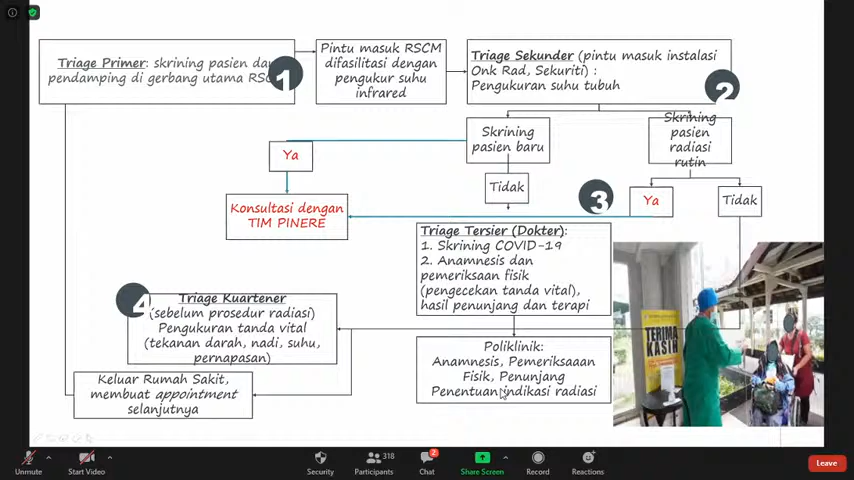 Triage Primer: skrining pasien dan
pendamping di gerbang utama
1
Pintu masuk RSCM
difasilitasi dengan
pengukur suhu
infrared
Triage Sekunder (pintu masuk instalasi
Onk Rad, Sekuriti) :
Pengukuran suhu tubuh
2
Skrining
pasien baru
Skrining
pasien
radiasi
rutin
Ya
Tidak
3
Ya
Tidak
Konsultasi dengan
TIM PINERE
Triage Tersier (Dokter):
1. Skrining COVID-19
2. Anamnesis dan
pemeriksaan fisik
(pengecekan tanda vital),
hasil penunjang dan terapi
4
Triage Kuartener
(sebelum prosedur radiasi)
Pengukuran tanda vital
(tekanan darah, nadi, suhu,
pernapasan)
Poliklinik:
Anamnesis, Pemeriksaaan
Fisik, Penunjang
Penentuan indikasi radiasi
Keluar Rumah Sakit,
membuat appointment
selanjutnya
TERIMA
KASIH
Unmute
Start Video
Security
Participants
318
Chat
2
Share Screen
Record
Reactions
Leave